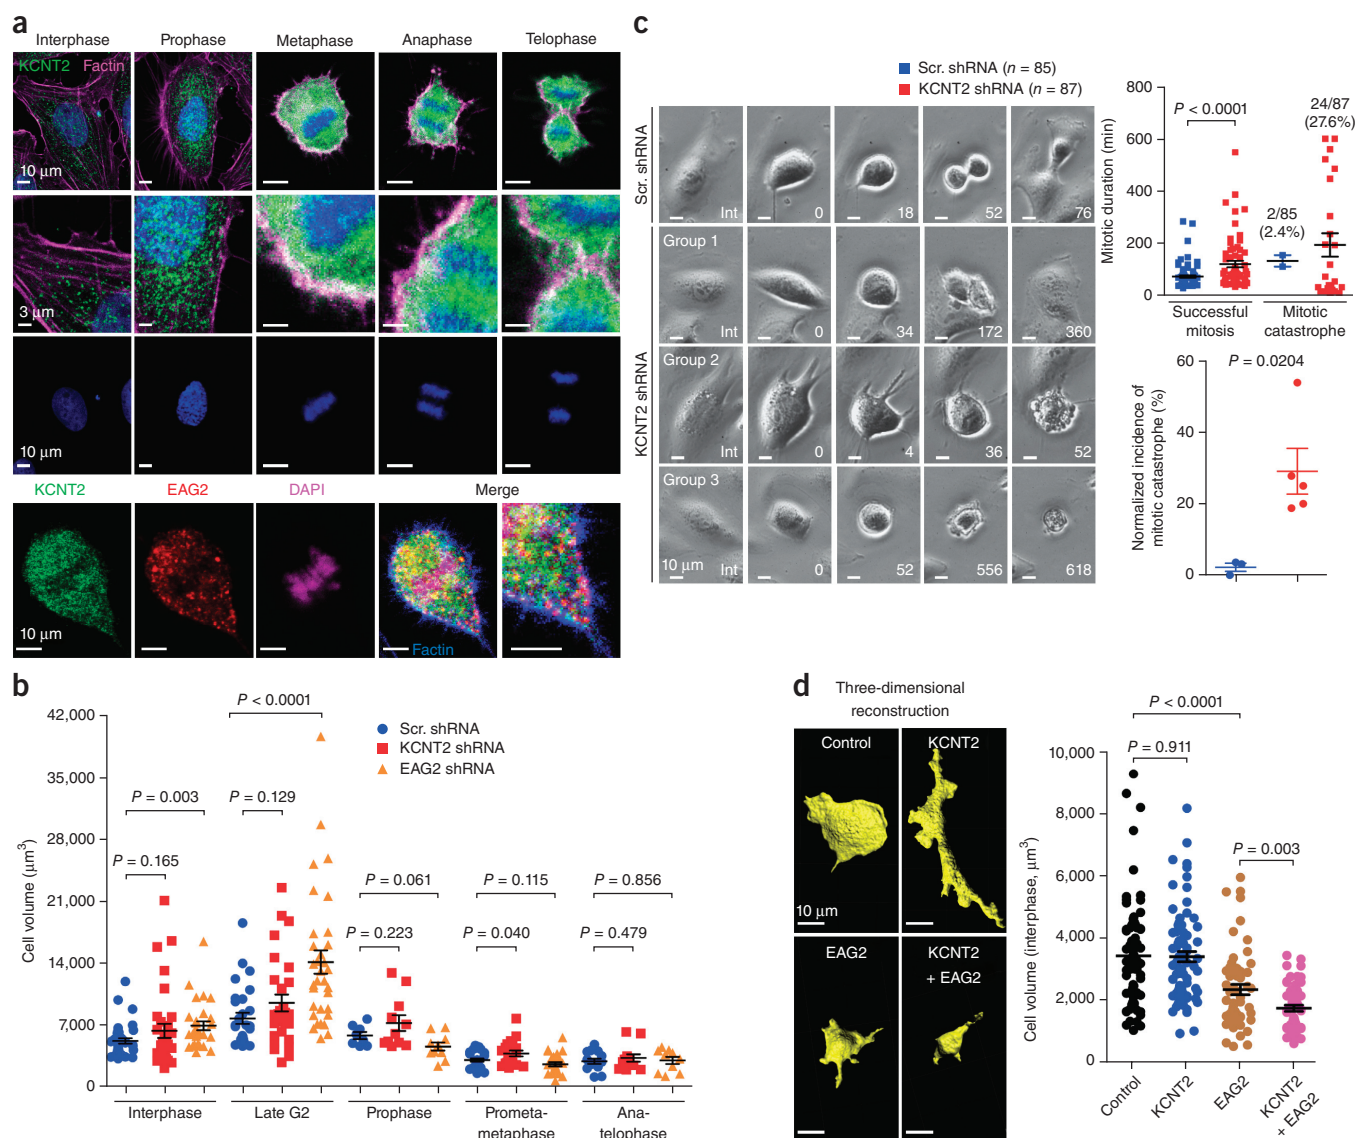 a
Interphase Prophase Metaphase Anaphase Telophase
KCNT2 Factin
10 µm
3 µm
10 µm
KCNT2 EAG2 DAPI Merge
10 µm
Factin
c
Scr. shRNA (n = 85)
KCNT2 shRNA (n = 87)
Scr. shRNA
Int 0 18 52 76
KCNT2 shRNA
Group 1
Int 0 34 172 360
Group 2
Int 0 4 36 52
Group 3
10 µm
Int 0 52 556 618
Mitotic duration (min)
800
600
400
200
0
P < 0.0001
24/87
(27.6%)
2/85
(2.4%)
Successful
mitosis
Mitotic
catastrophe
Normalized incidence of
mitotic catastrophe (%)
60
40
20
0
P = 0.0204
b
Cell volume (µm³)
42,000
35,000
28,000
21,000
14,000
7,000
0
Scr. shRNA
KCNT2 shRNA
EAG2 shRNA
P < 0.0001
P = 0.003
P = 0.129
P = 0.165
P = 0.061
P = 0.115
P = 0.856
P = 0.223
P = 0.040
P = 0.479
Interphase
Late G2
Prophase
Prometa-
metaphase
Ana-
telophase
d
Three-dimensional
reconstruction
Control
KCNT2
10 µm
EAG2
KCNT2
+ EAG2
Cell volume (interphase, µm³)
10,000
8,000
6,000
4,000
2,000
0
P < 0.0001
P = 0.911
P = 0.003
Control
KCNT2
EAG2
KCNT2
+ EAG2